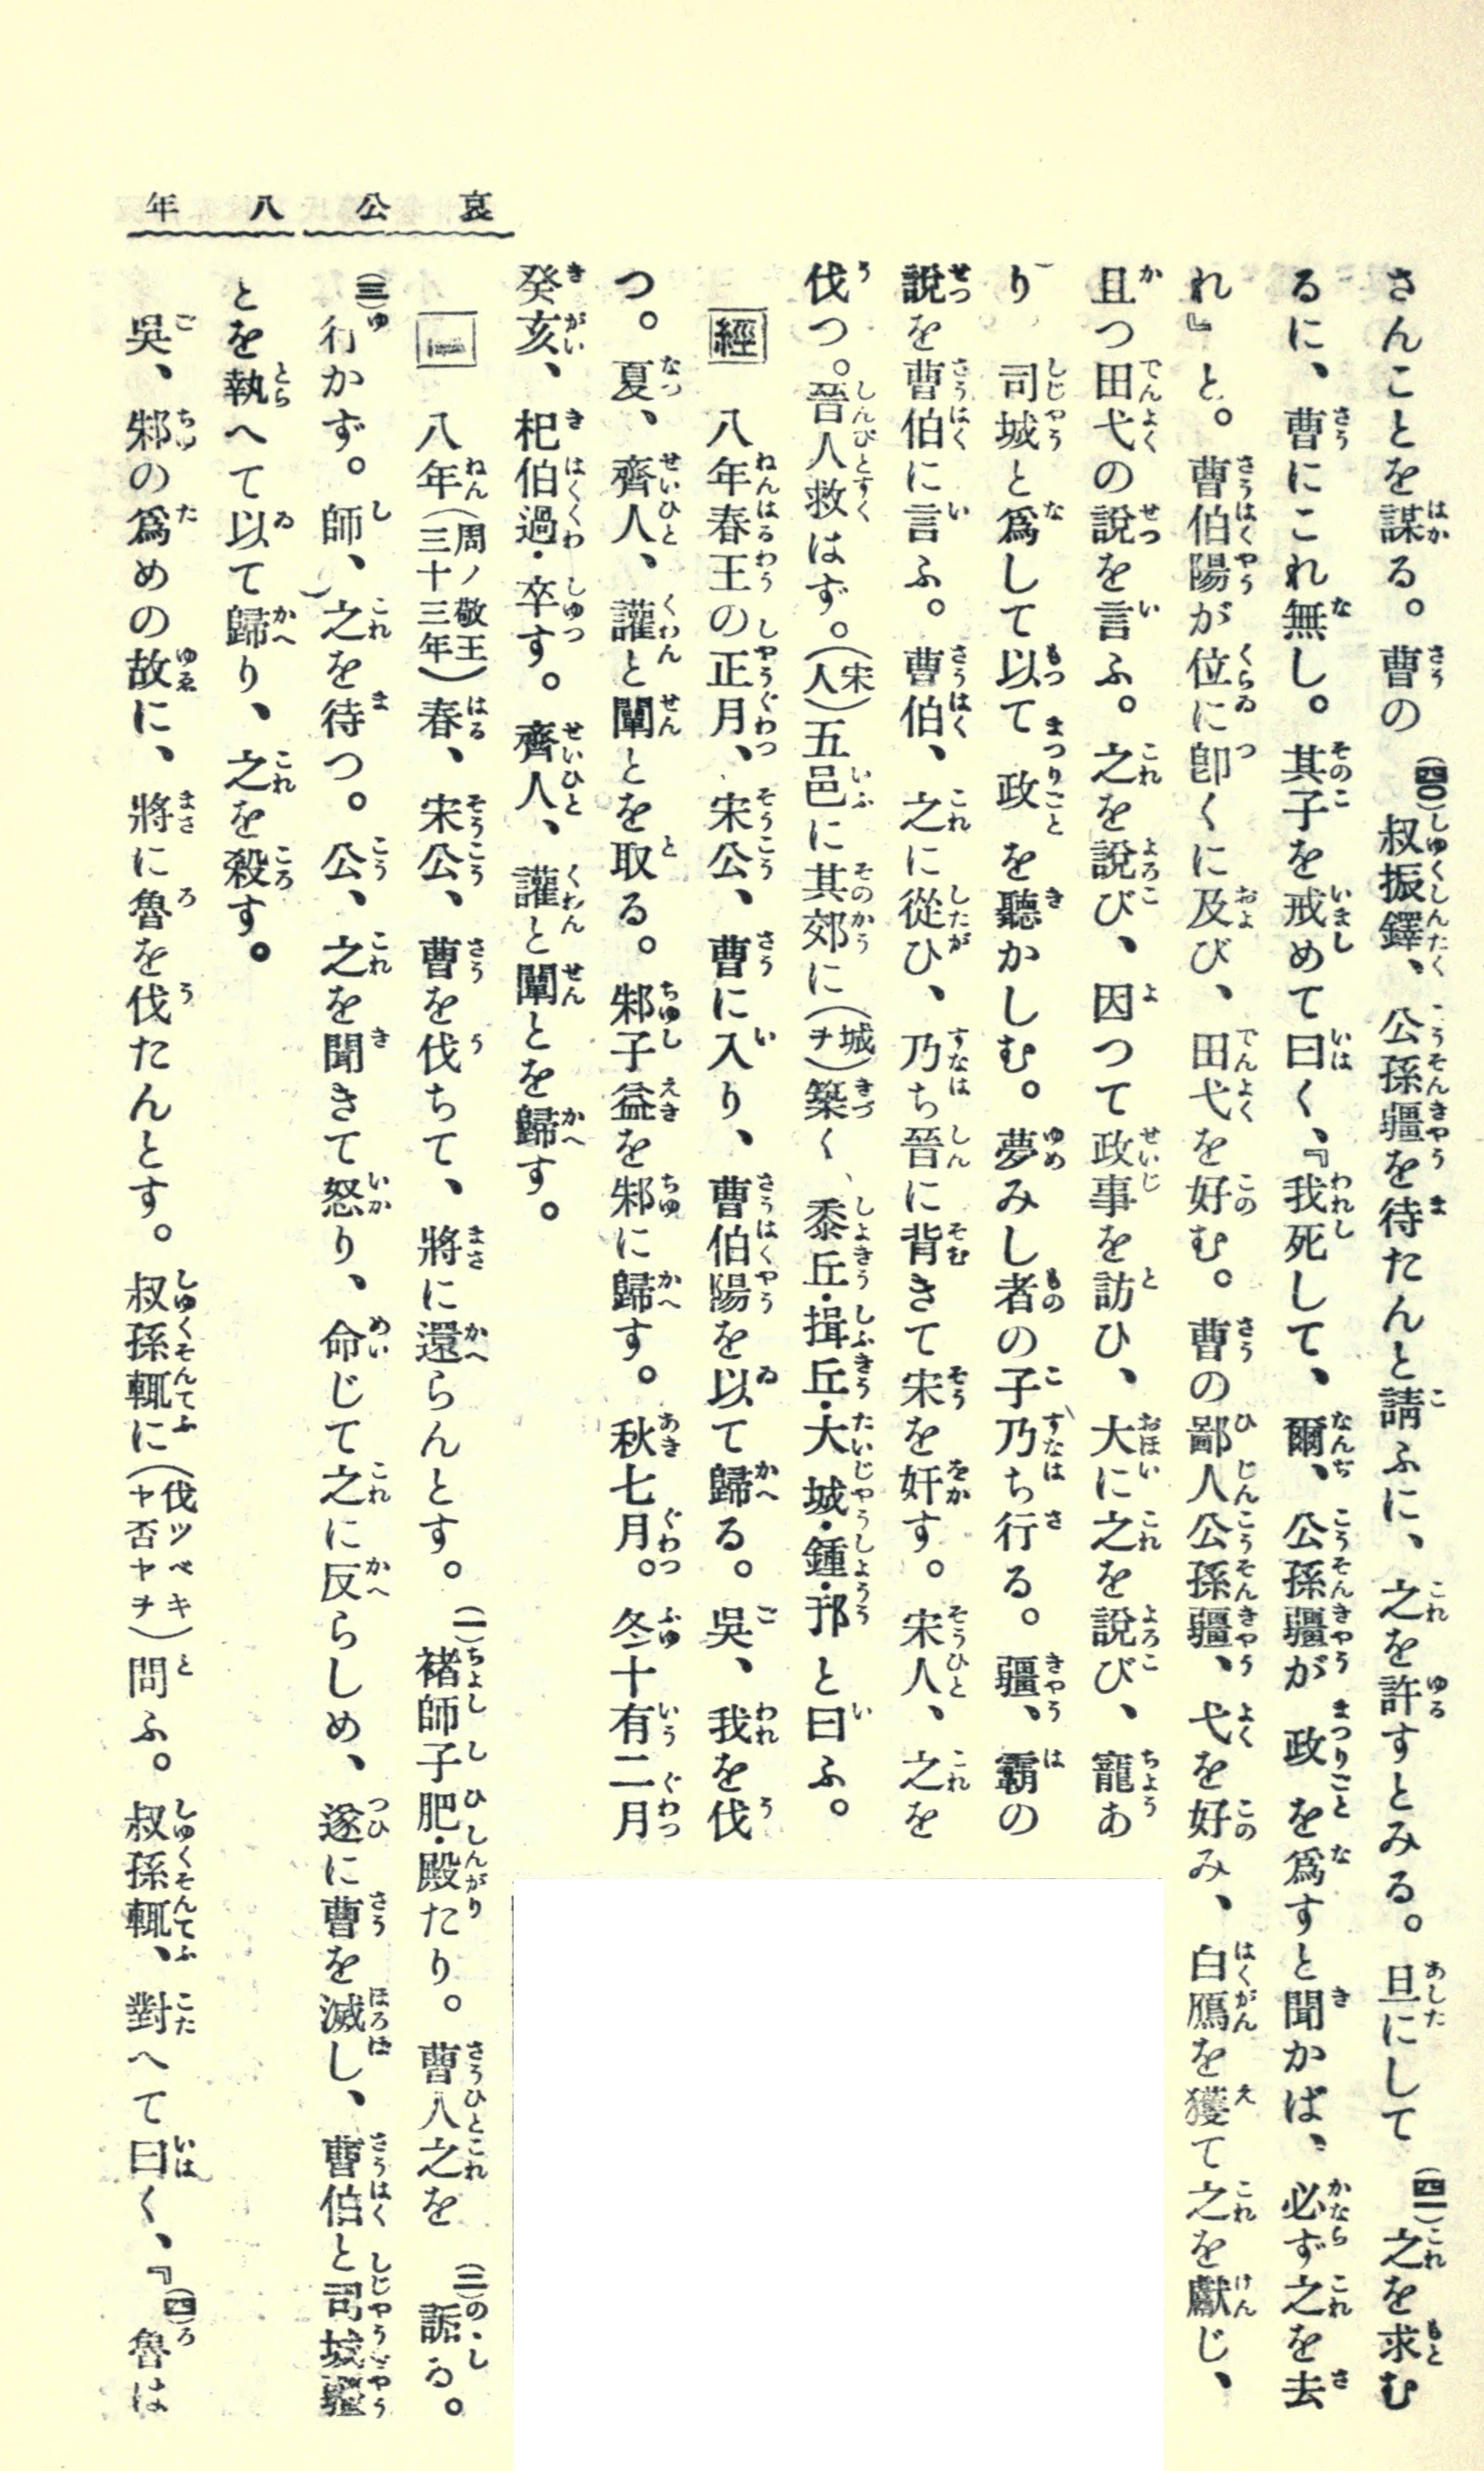 哀公八年
さんことを謀る。曹の(四〇)叔振鐸、公孫疆を待たんと請ふに、之を許すとみる。旦にして(四一)之を求む
るに、曹にこれ無し。其子を戒めて曰く、『我死して、爾、公孫疆が政を爲すと聞かば、必ず之を去
れ』と。曹伯陽が位に卽くに及び、田弋を好む。曹の鄙人公孫疆、弋を好み、白鴈を獲て之を獻じ、
且つ田弋の說を言ふ。之を說び、因つて政事を訪ひ、大に之を說び、寵あ
り 司城と爲して以て政を聽かしむ。夢みし者の子乃ち行る。疆、霸の
說を曹伯に言ふ。曹伯、之に從ひ、乃ち晉に背きて宋を奸す。宋人、之を
伐つ。晉人救はず。(宋人)五邑に其郊に(城ヲ)築く、黍丘・揖丘・大城・鍾・邘と曰ふ。
經 八年春王の正月、宋公、曹に入り、曹伯陽を以て歸る。吳、我を伐
つ。夏、齊人、讙と闡とを取る。邾子益を邾に歸す。秋七月。冬十有二月
癸亥、杞伯過・卒す。齊人、讙と闡とを歸す。
一 八年(周ノ敬王三十三年)春、宋公、曹を伐ちて、將に還らんとす。(一)褚師子肥・殿たり。曹人之を(二)詬る。
(三)行かず。師、之を待つ。公、之を聞きて怒り、命じて之に反らしめ、遂に曹を滅し、曹伯と司城疆
とを執へて以て歸り、之を殺す。
吳、邾の爲めの故に、將に魯を伐たんとす。叔孫輒に(伐ツベキヤ否ヤヲ)問ふ。叔孫輒、對へて曰く、『(四)魯は